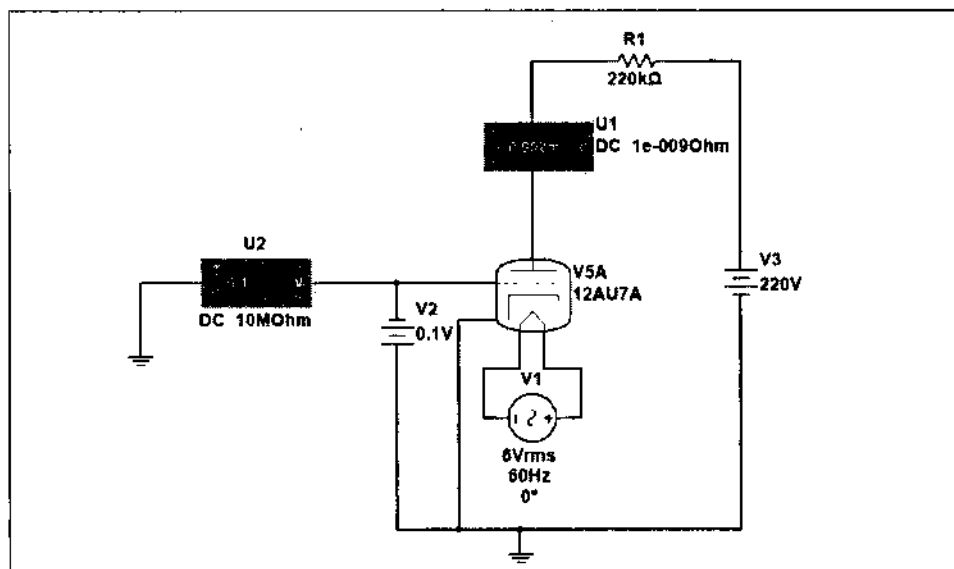 R1
220kΩ
U1
DC 1e-009Ohm
U2
DC 10MOhm
V5A
12AU7A
V2
0.1V
V3
220V
V1
6Vrms
60Hz
0°